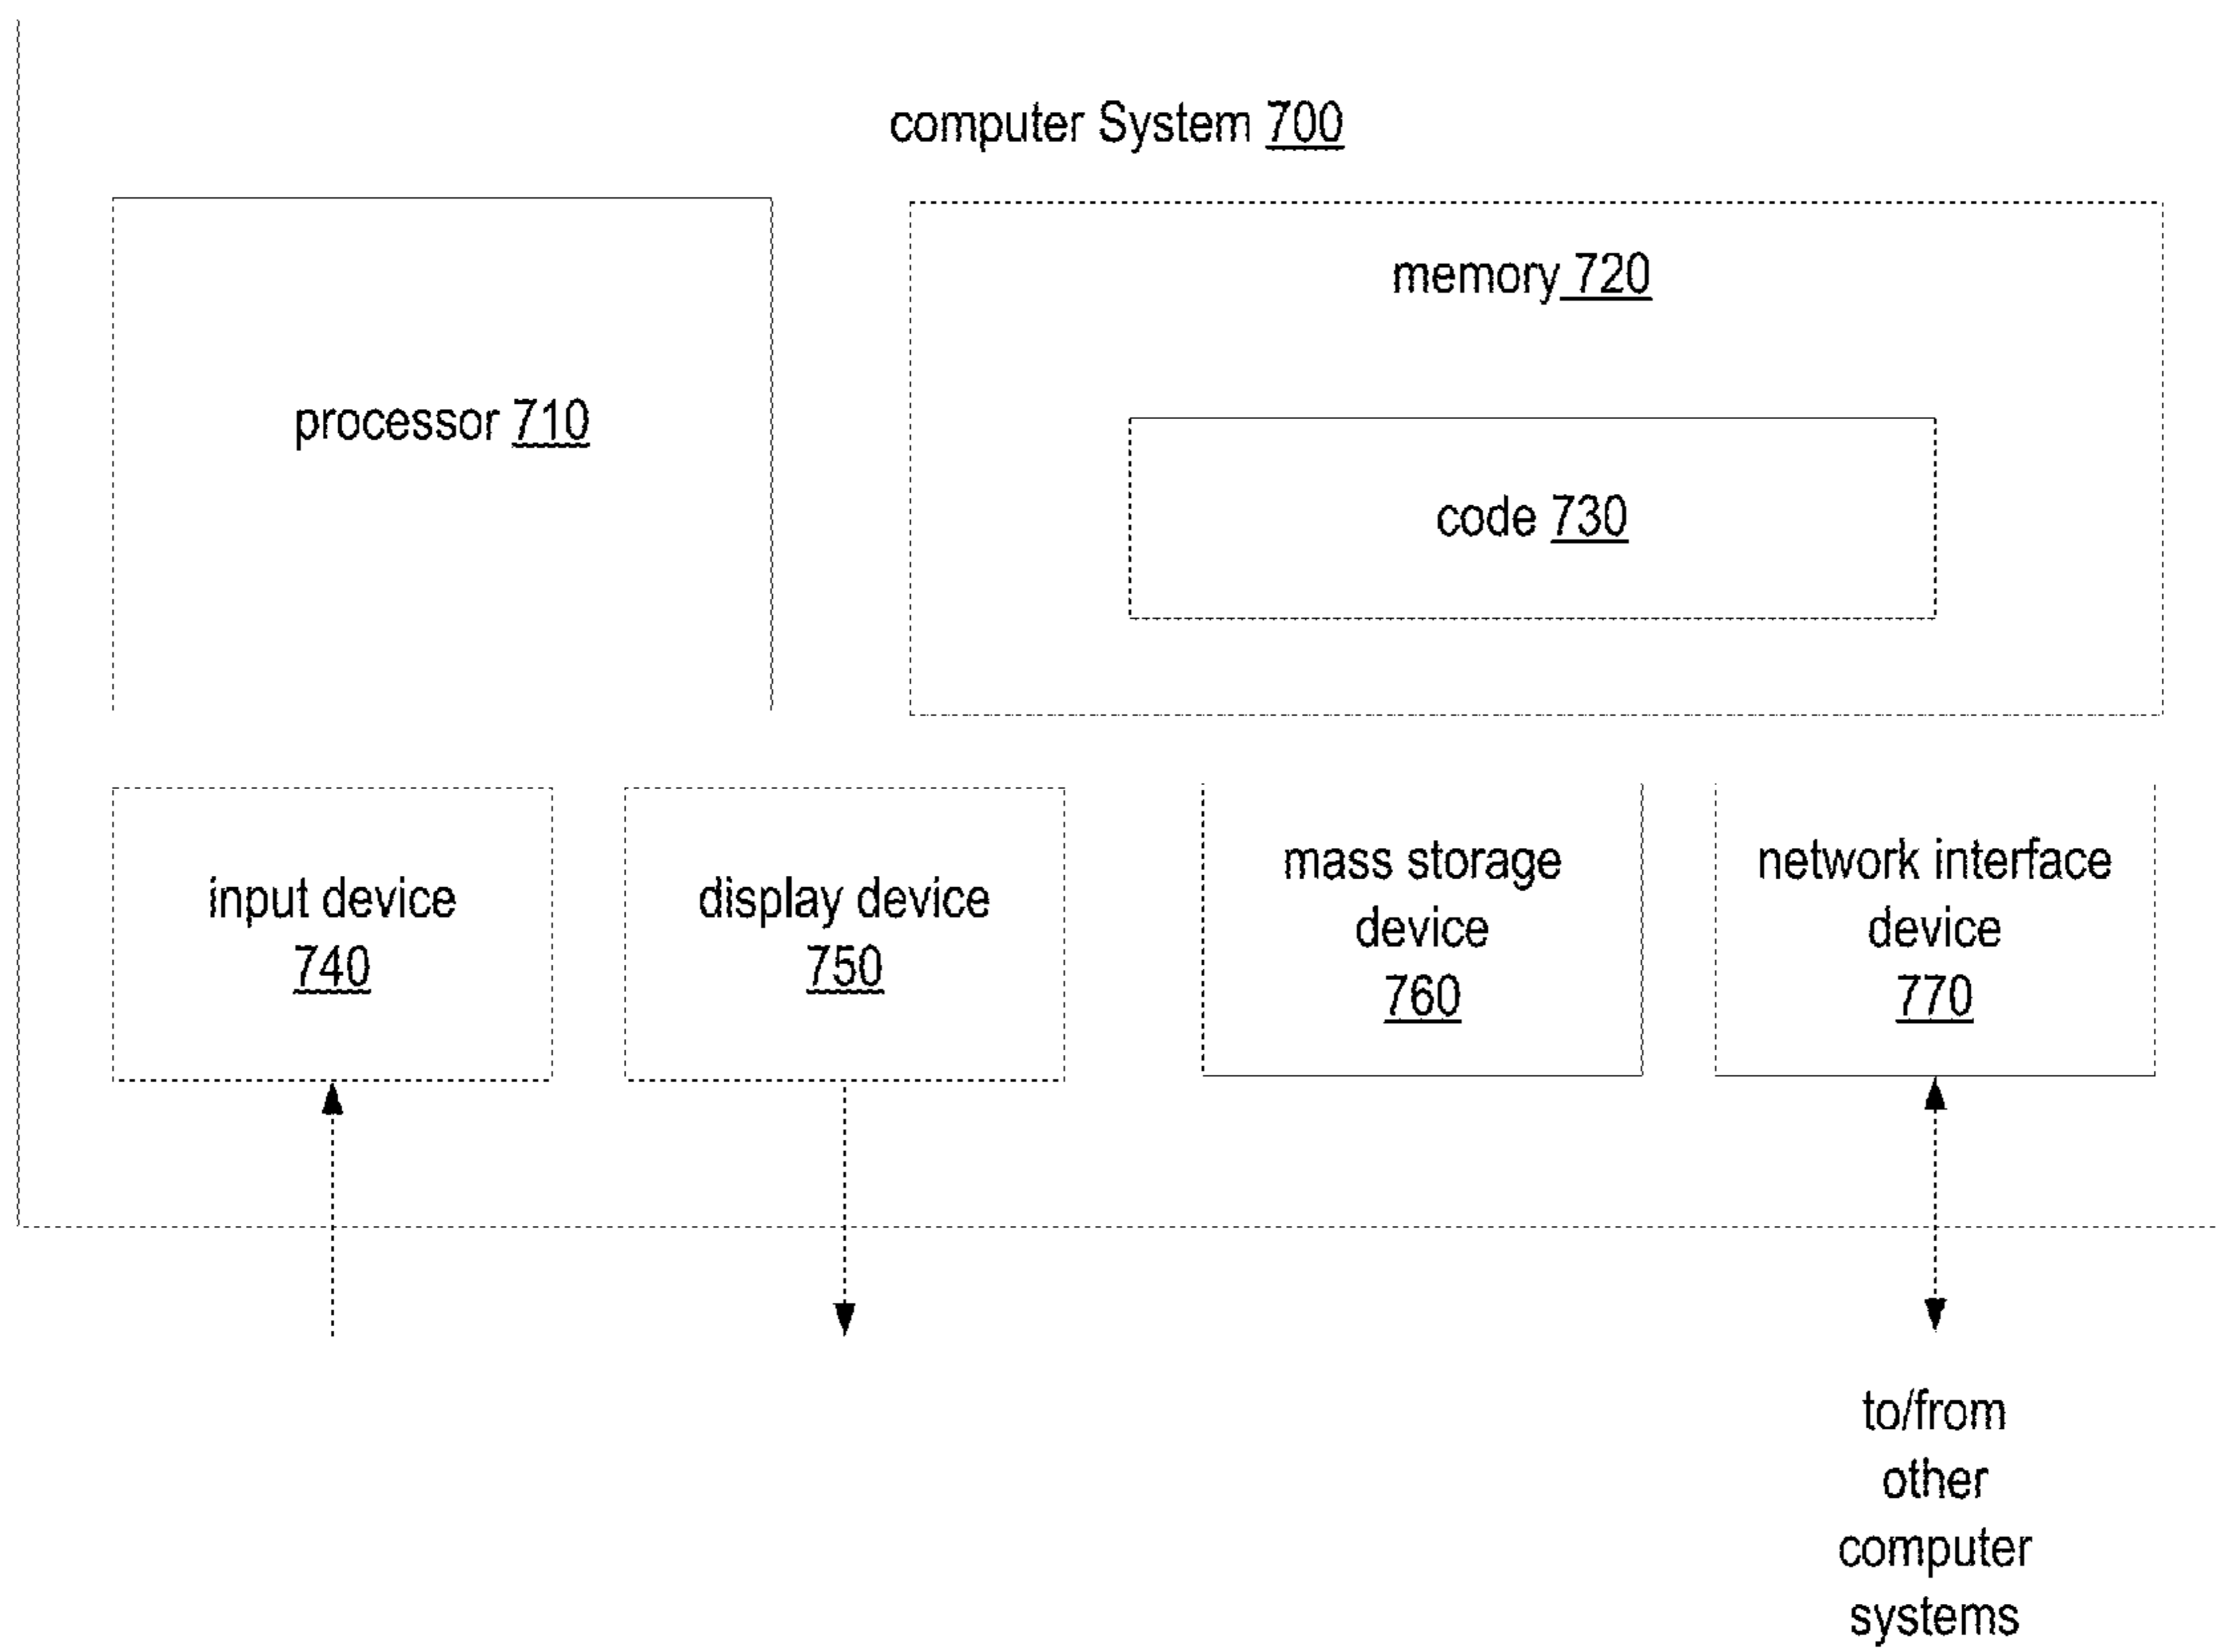 computer System 700
processor 710
memory 720
code 730
input device
740
display device
750
mass storage
device
760
network interface
device
770
to/from
other
computer
systems